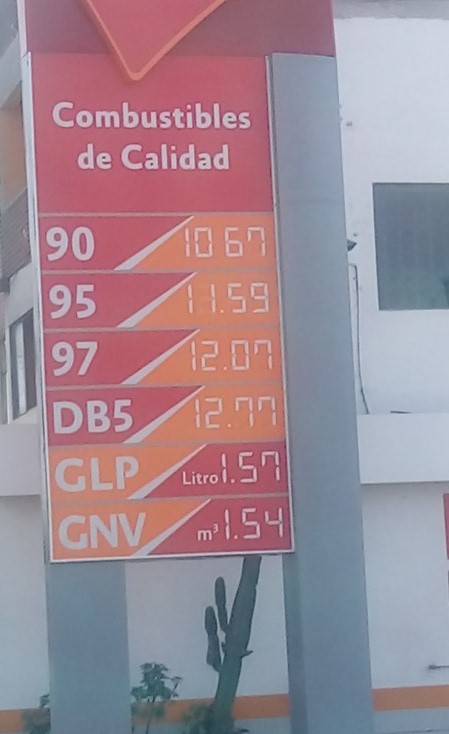 Combustibles
de Calidad
90 10 67
95 11.59
97 12.07
DB5 12.77
GLP Litro 1.57
GNV m³ 1.54